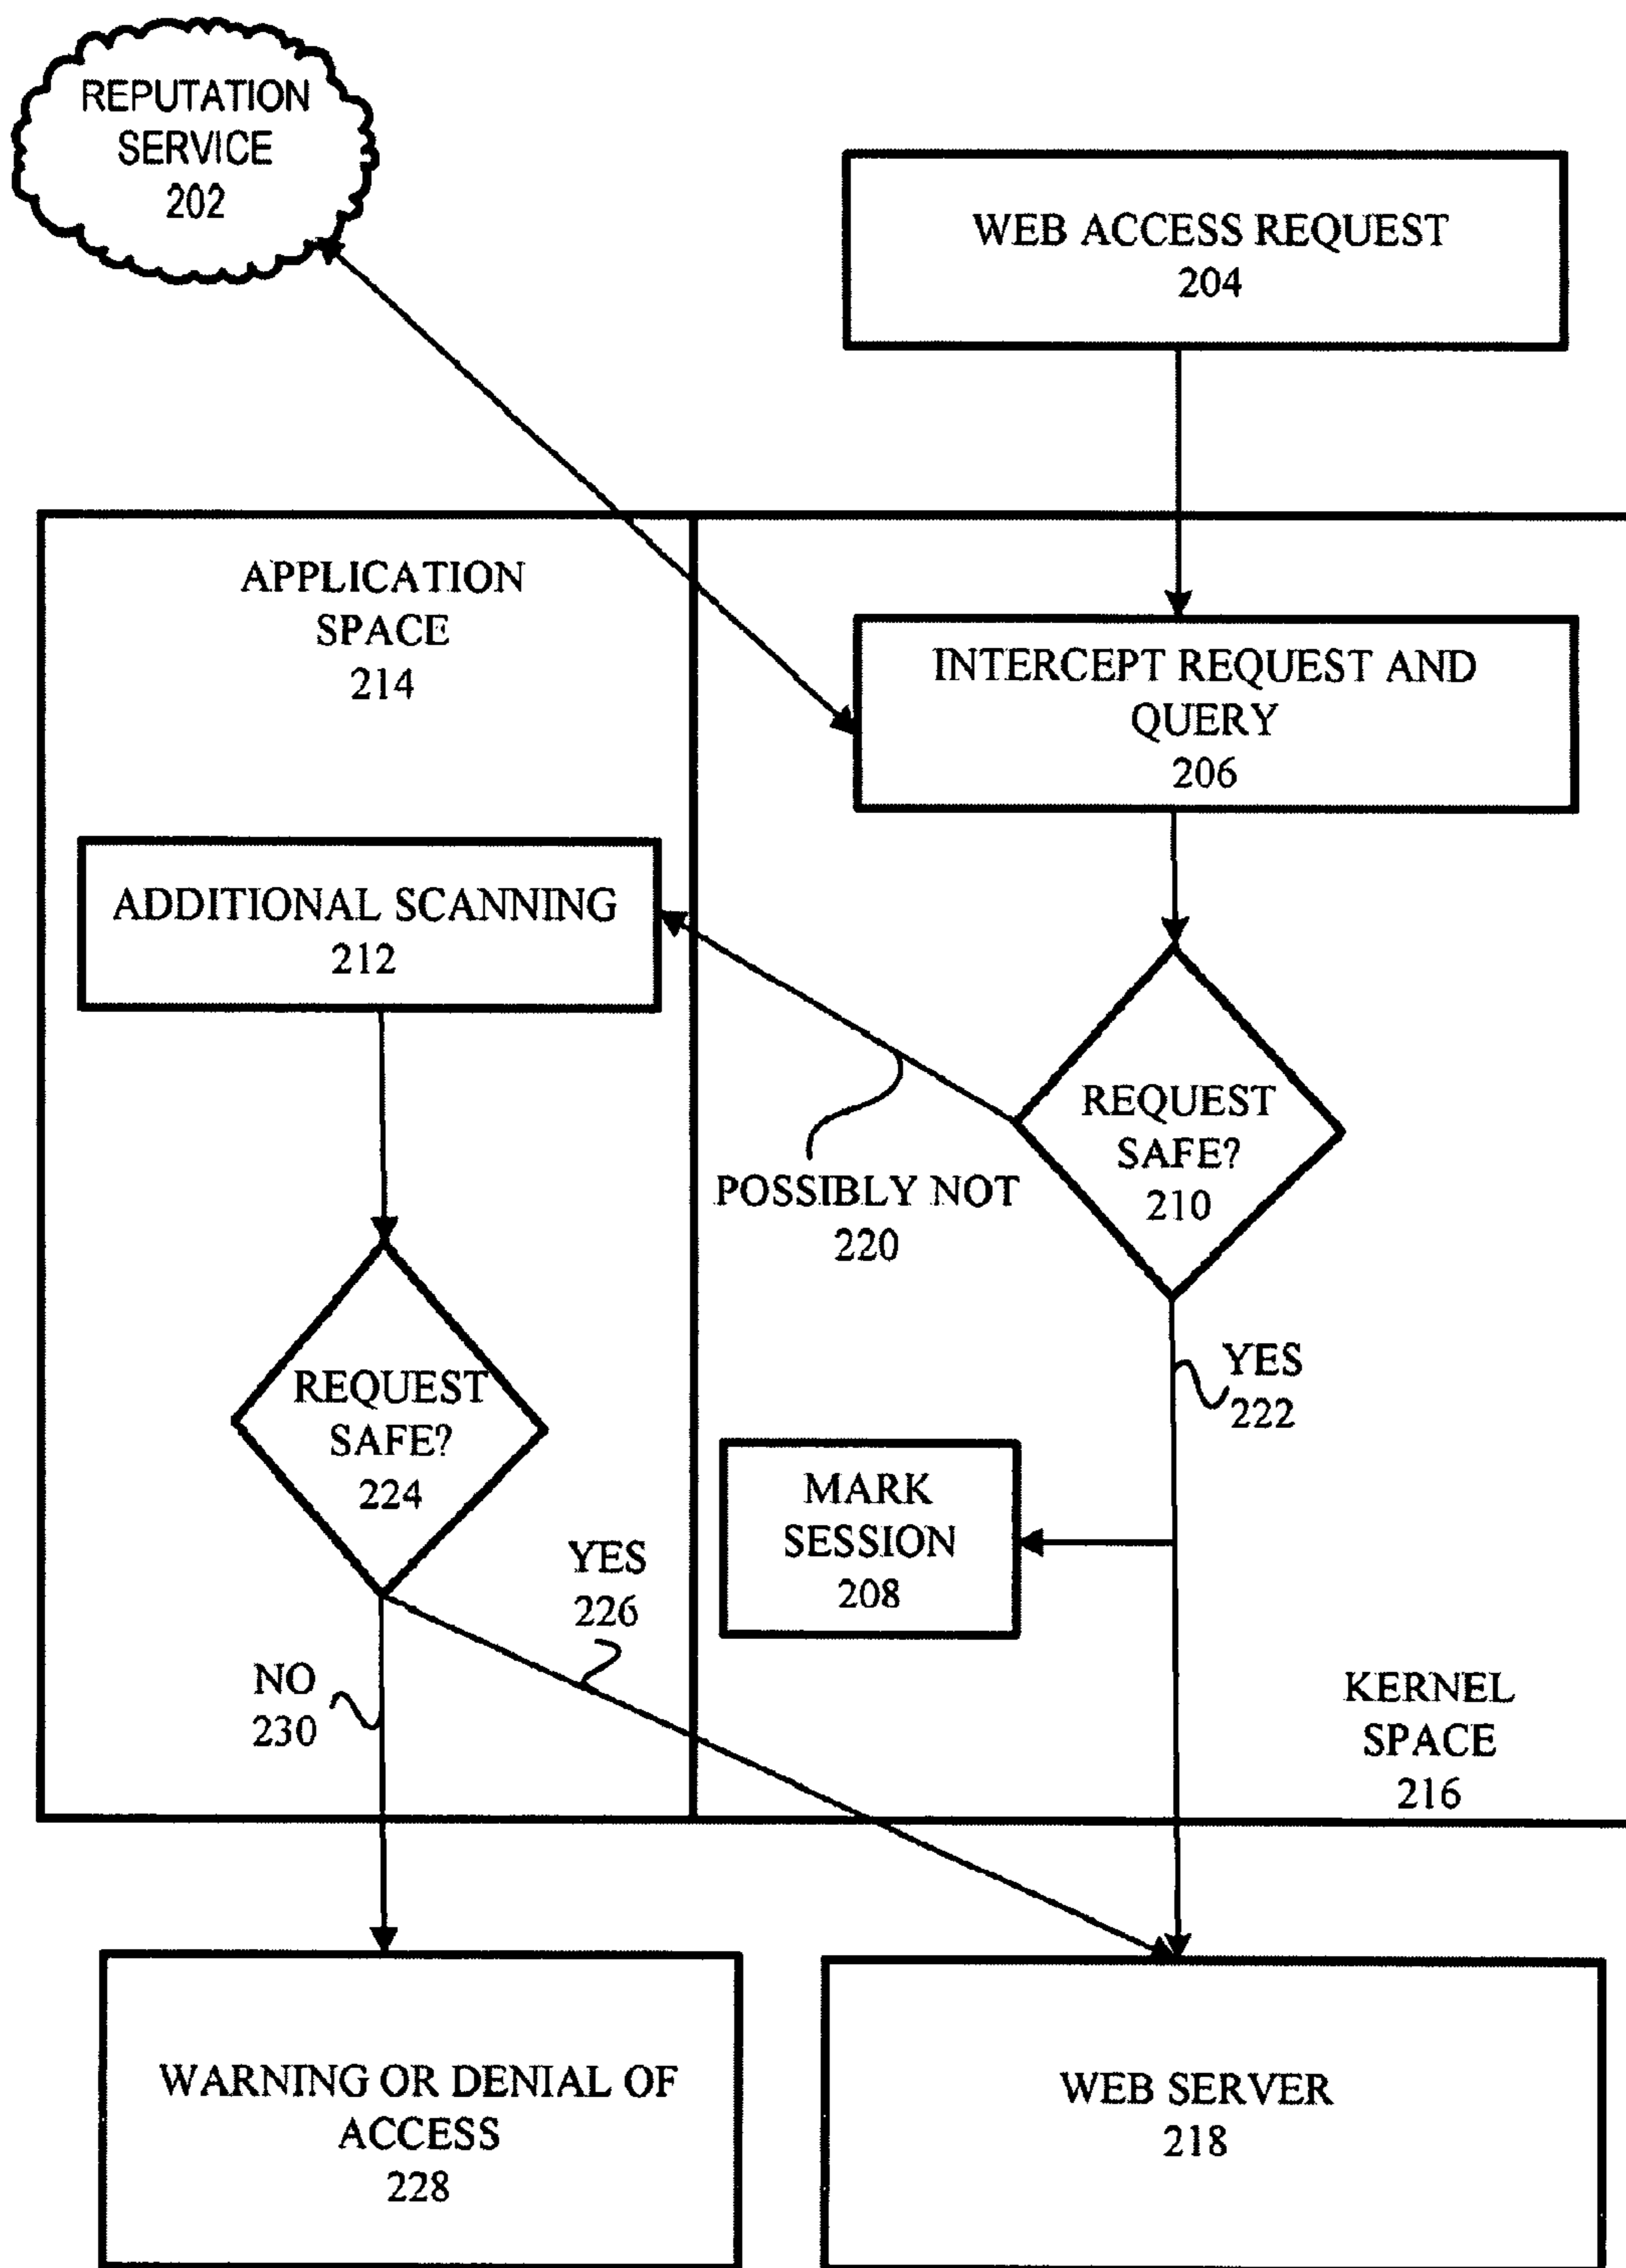 REPUTATION
SERVICE
202
WEB ACCESS REQUEST
204
APPLICATION
SPACE
214
INTERCEPT REQUEST AND
QUERY
206
ADDITIONAL SCANNING
212
REQUEST
SAFE?
210
POSSIBLY NOT
220
YES
222
REQUEST
SAFE?
224
MARK
SESSION
208
YES
226
NO
230
KERNEL
SPACE
216
WARNING OR DENIAL OF
ACCESS
228
WEB SERVER
218